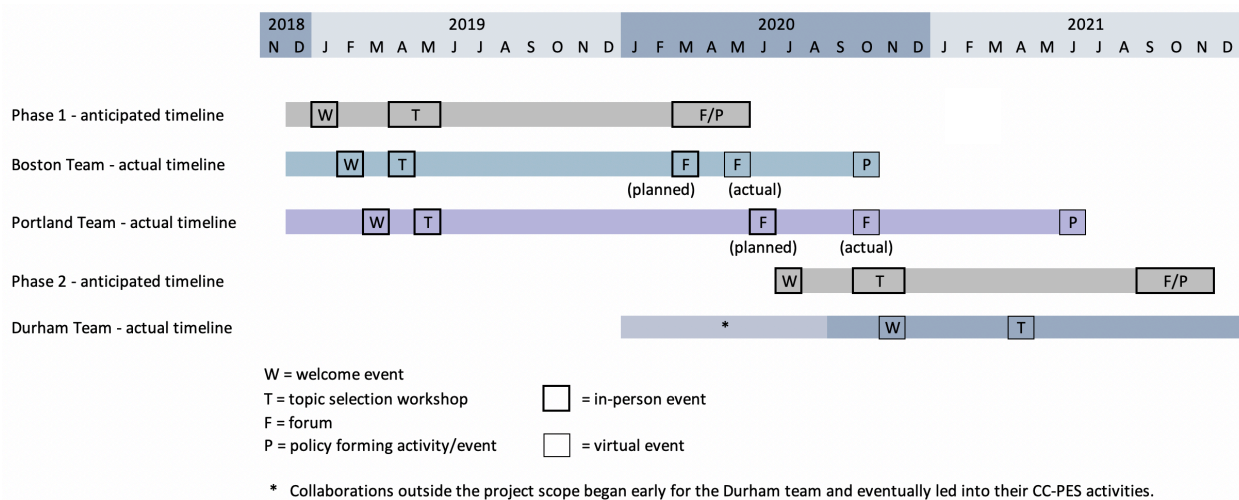 2018 2019 2020 2021
N D J F M A M J J A S O N D J F M A M J J A S O N D J F M A M J J A S O N D
Phase 1 - anticipated timeline W T F/P
Boston Team - actual timeline W T F F P
(planned) (actual)
Portland Team - actual timeline W T F F P
(planned) (actual)
Phase 2 - anticipated timeline W T F/P
Durham Team - actual timeline * W T
W = welcome event
T = topic selection workshop = in-person event
F = forum
P = policy forming activity/event = virtual event
* Collaborations outside the project scope began early for the Durham team and eventually led into their CC-PES activities.